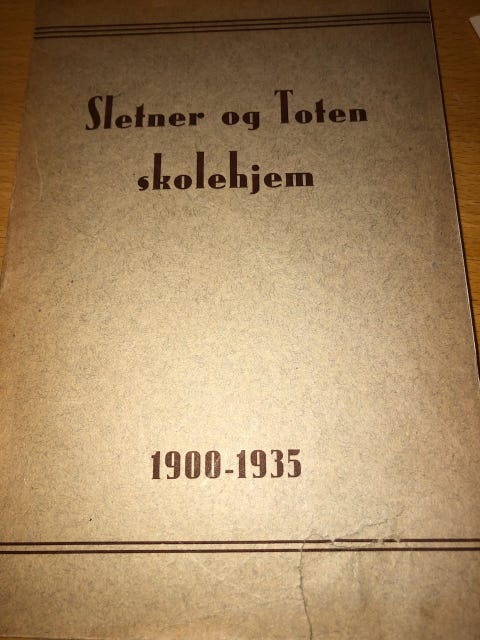 Sletner og Toten
skolehjem
1900-1935